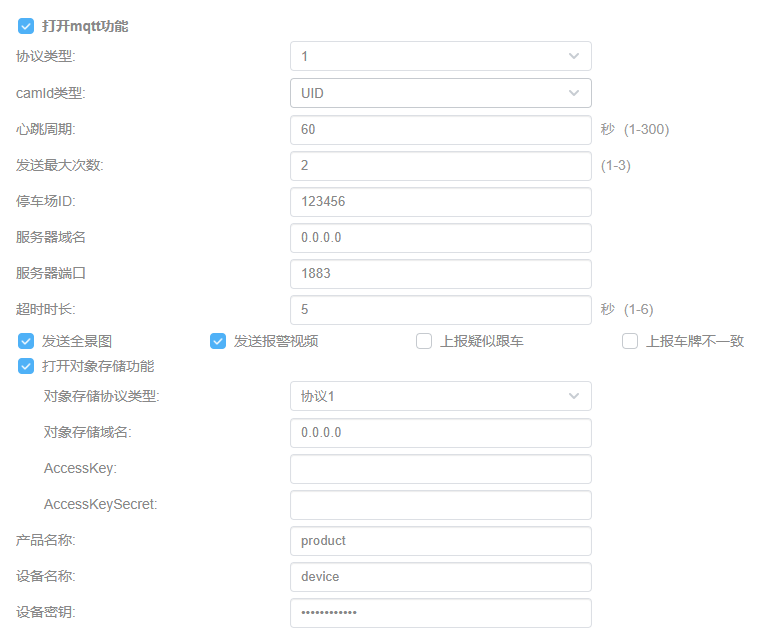 打开mqtt功能
协议类型: 1
camId类型: UID
心跳周期: 60 秒 (1-300)
发送最大次数: 2 (1-3)
停车场ID: 123456
服务器域名 0.0.0.0
服务器端口 1883
超时时长: 5 秒 (1-6)
发送全景图 发送报警视频 上报疑似跟车 上报车牌不一致
打开对象存储功能
对象存储协议类型: 协议1
对象存储域名: 0.0.0.0
AccessKey:
AccessKeySecret:
产品名称: product
设备名称: device
设备密钥: ••••••••••••